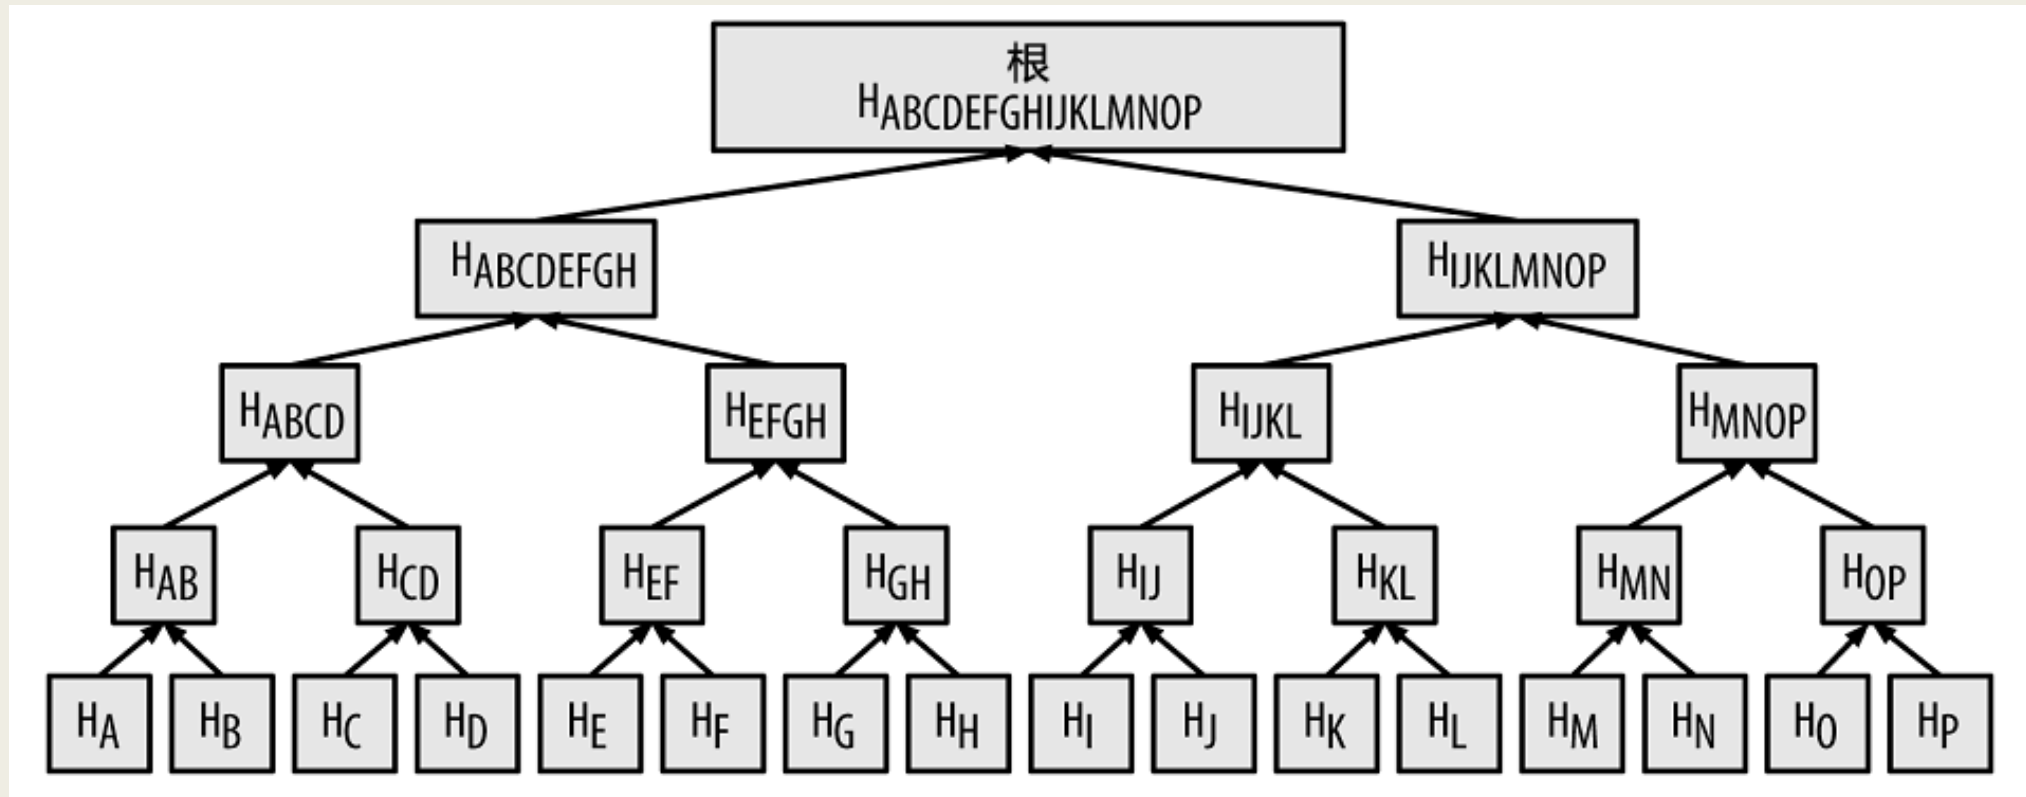 根
HABCDEFGHIJKLMNOP
HABCDEFGH
HIJKLMNOP
HABCD
HEFGH
HIJKL
HMNOP
HAB
HCD
HEF
HGH
HIJ
HKL
HMN
HOP
HA
HB
HC
HD
HE
HF
HG
HH
HI
HJ
HK
HL
HM
HN
HO
HP